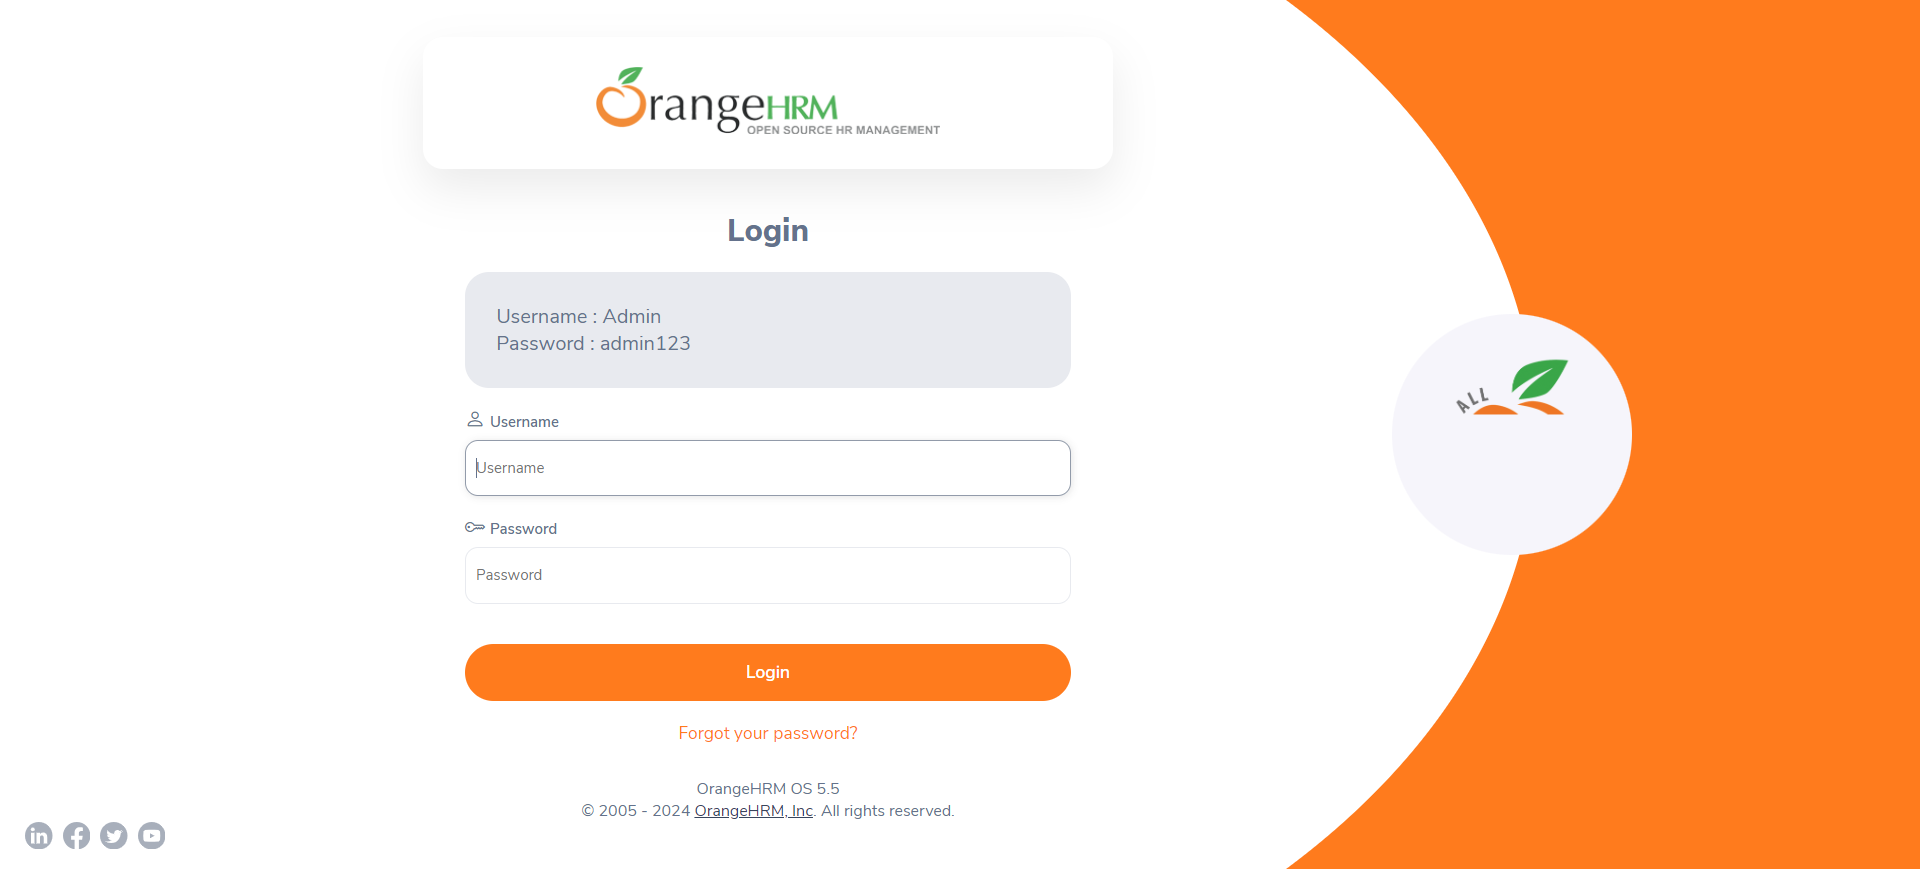 OrangeHRM
OPEN SOURCE HR MANAGEMENT
Login
Username : Admin
Password : admin123
Username
Username
Password
Password
Login
Forgot your password?
OrangeHRM OS 5.5
© 2005 - 2024 OrangeHRM, Inc. All rights reserved.
ALL
in